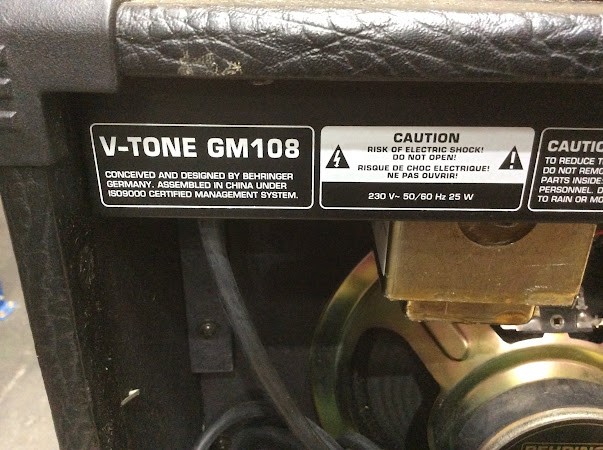 V-TONE GM108
CONCEIVED AND DESIGNED BY BEHRINGER
GERMANY. ASSEMBLED IN CHINA UNDER
ISO9000 CERTIFIED MANAGEMENT SYSTEM.
CAUTION
RISK OF ELECTRIC SHOCK!
DO NOT OPEN!
RISQUE DE CHOC ELECTRIQUE!
NE PAS OUVRIR!
230 V~ 50/60 Hz 25 W
CAUTIO
TO REDUCE T
DO NOT REMO
PARTS INSIDE
PERSONNEL. D
TO RAIN OR MO
BEHRING